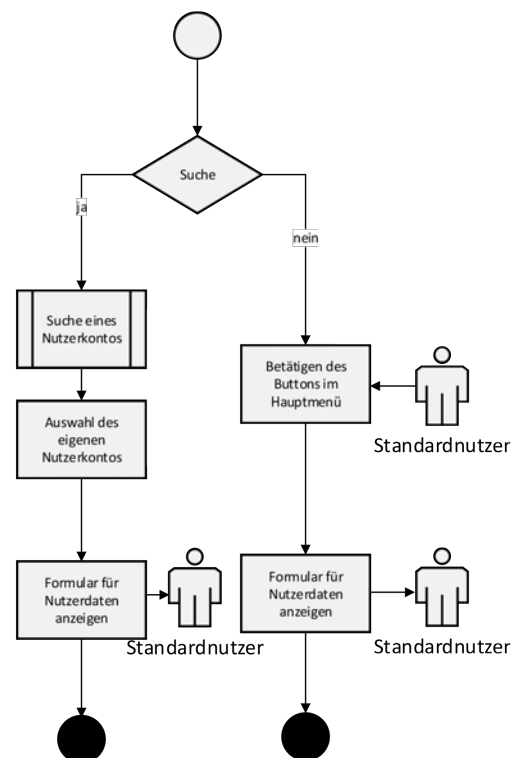 Suche
ja
nein
Suche eines
Nutzerkontos
Betätigen des
Buttons im
Hauptmenü
Standardnutzer
Auswahl des
eigenen
Nutzerkontos
Formular für
Nutzerdaten
anzeigen
Standardnutzer
Formular für
Nutzerdaten
anzeigen
Standardnutzer